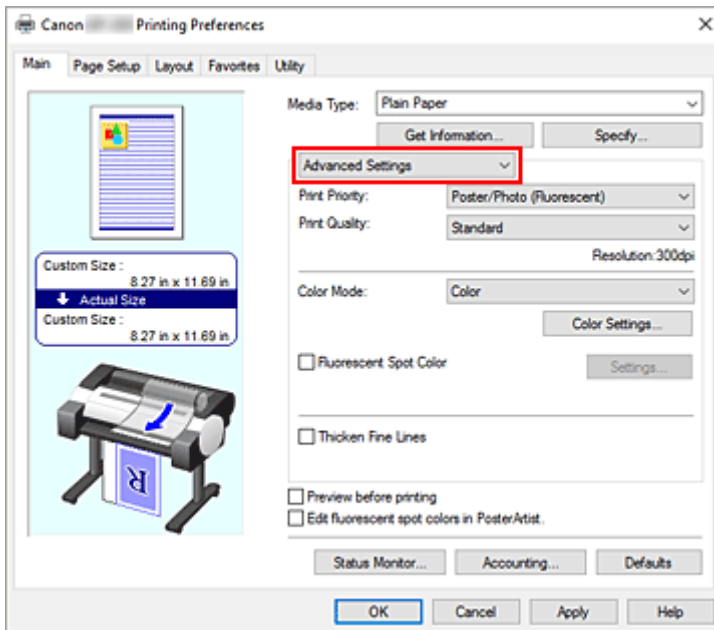 Canon Printing Preferences
Main Page Setup Layout Favorites Utility
Media Type: Plain Paper
Get Information... Specify...
Advanced Settings
Print Priority: Poster/Photo (Fluorescent)
Print Quality: Standard
Resolution:300dpi
Custom Size :
8.27 in x 11.69 in
Actual Size
Custom Size :
8.27 in x 11.69 in
Color Mode: Color
Color Settings...
Fluorescent Spot Color Settings...
Thicken Fine Lines
R
Preview before printing
Edit fluorescent spot colors in PosterArtist.
Status Monitor... Accounting... Defaults
OK Cancel Apply Help